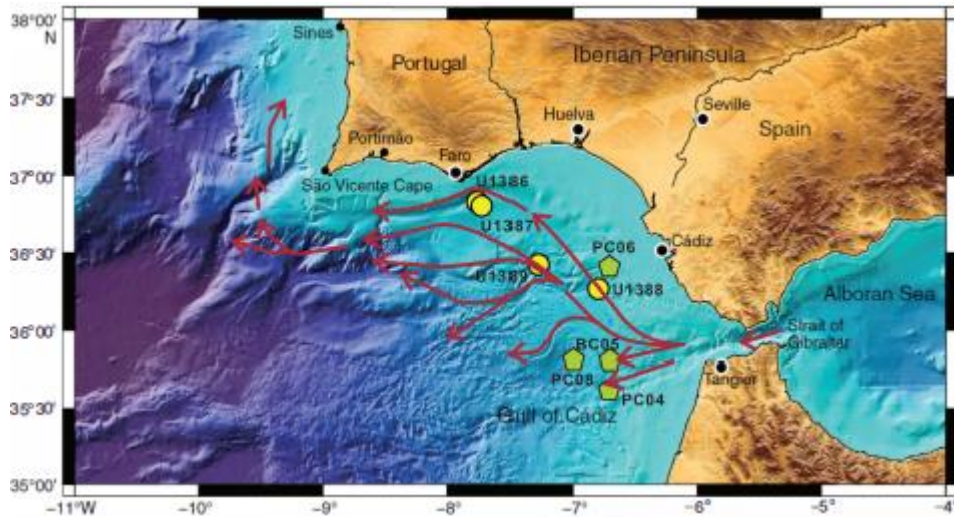 38°00'
N
Sines
Portugal
Iberian Peninsula
37°30'
Huelva
Seville
Portimão
Spain
Faro
37°00'
São Vicente Cape
U1386
U1387
PC06
Cádiz
36°30'
U1389
U1388
Alboran Sea
36°00'
BC05
Strait of
Gibralter
PC08
Tangier
PC04
35°30'
Gulf of Cádiz
35°00'
−11°W
−10°
−9°
−8°
−7°
−6°
−5°
−4°